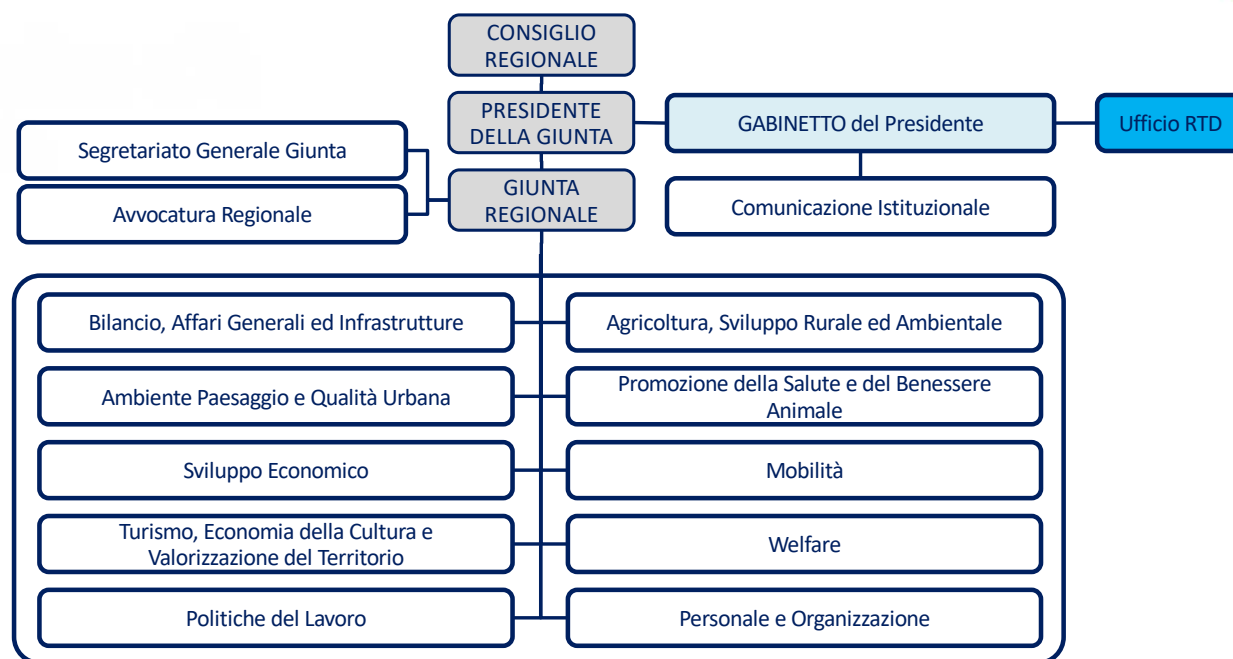 CONSIGLIO
REGIONALE
PRESIDENTE
DELLA GIUNTA
GABINETTO del Presidente
Ufficio RTD
Segretariato Generale Giunta
GIUNTA
REGIONALE
Avvocatura Regionale
Comunicazione Istituzionale
Bilancio, Affari Generali ed Infrastrutture
Agricoltura, Sviluppo Rurale ed Ambientale
Ambiente Paesaggio e Qualità Urbana
Promozione della Salute e del Benessere
Animale
Sviluppo Economico
Mobilità
Turismo, Economia della Cultura e
Valorizzazione del Territorio
Welfare
Politiche del Lavoro
Personale e Organizzazione